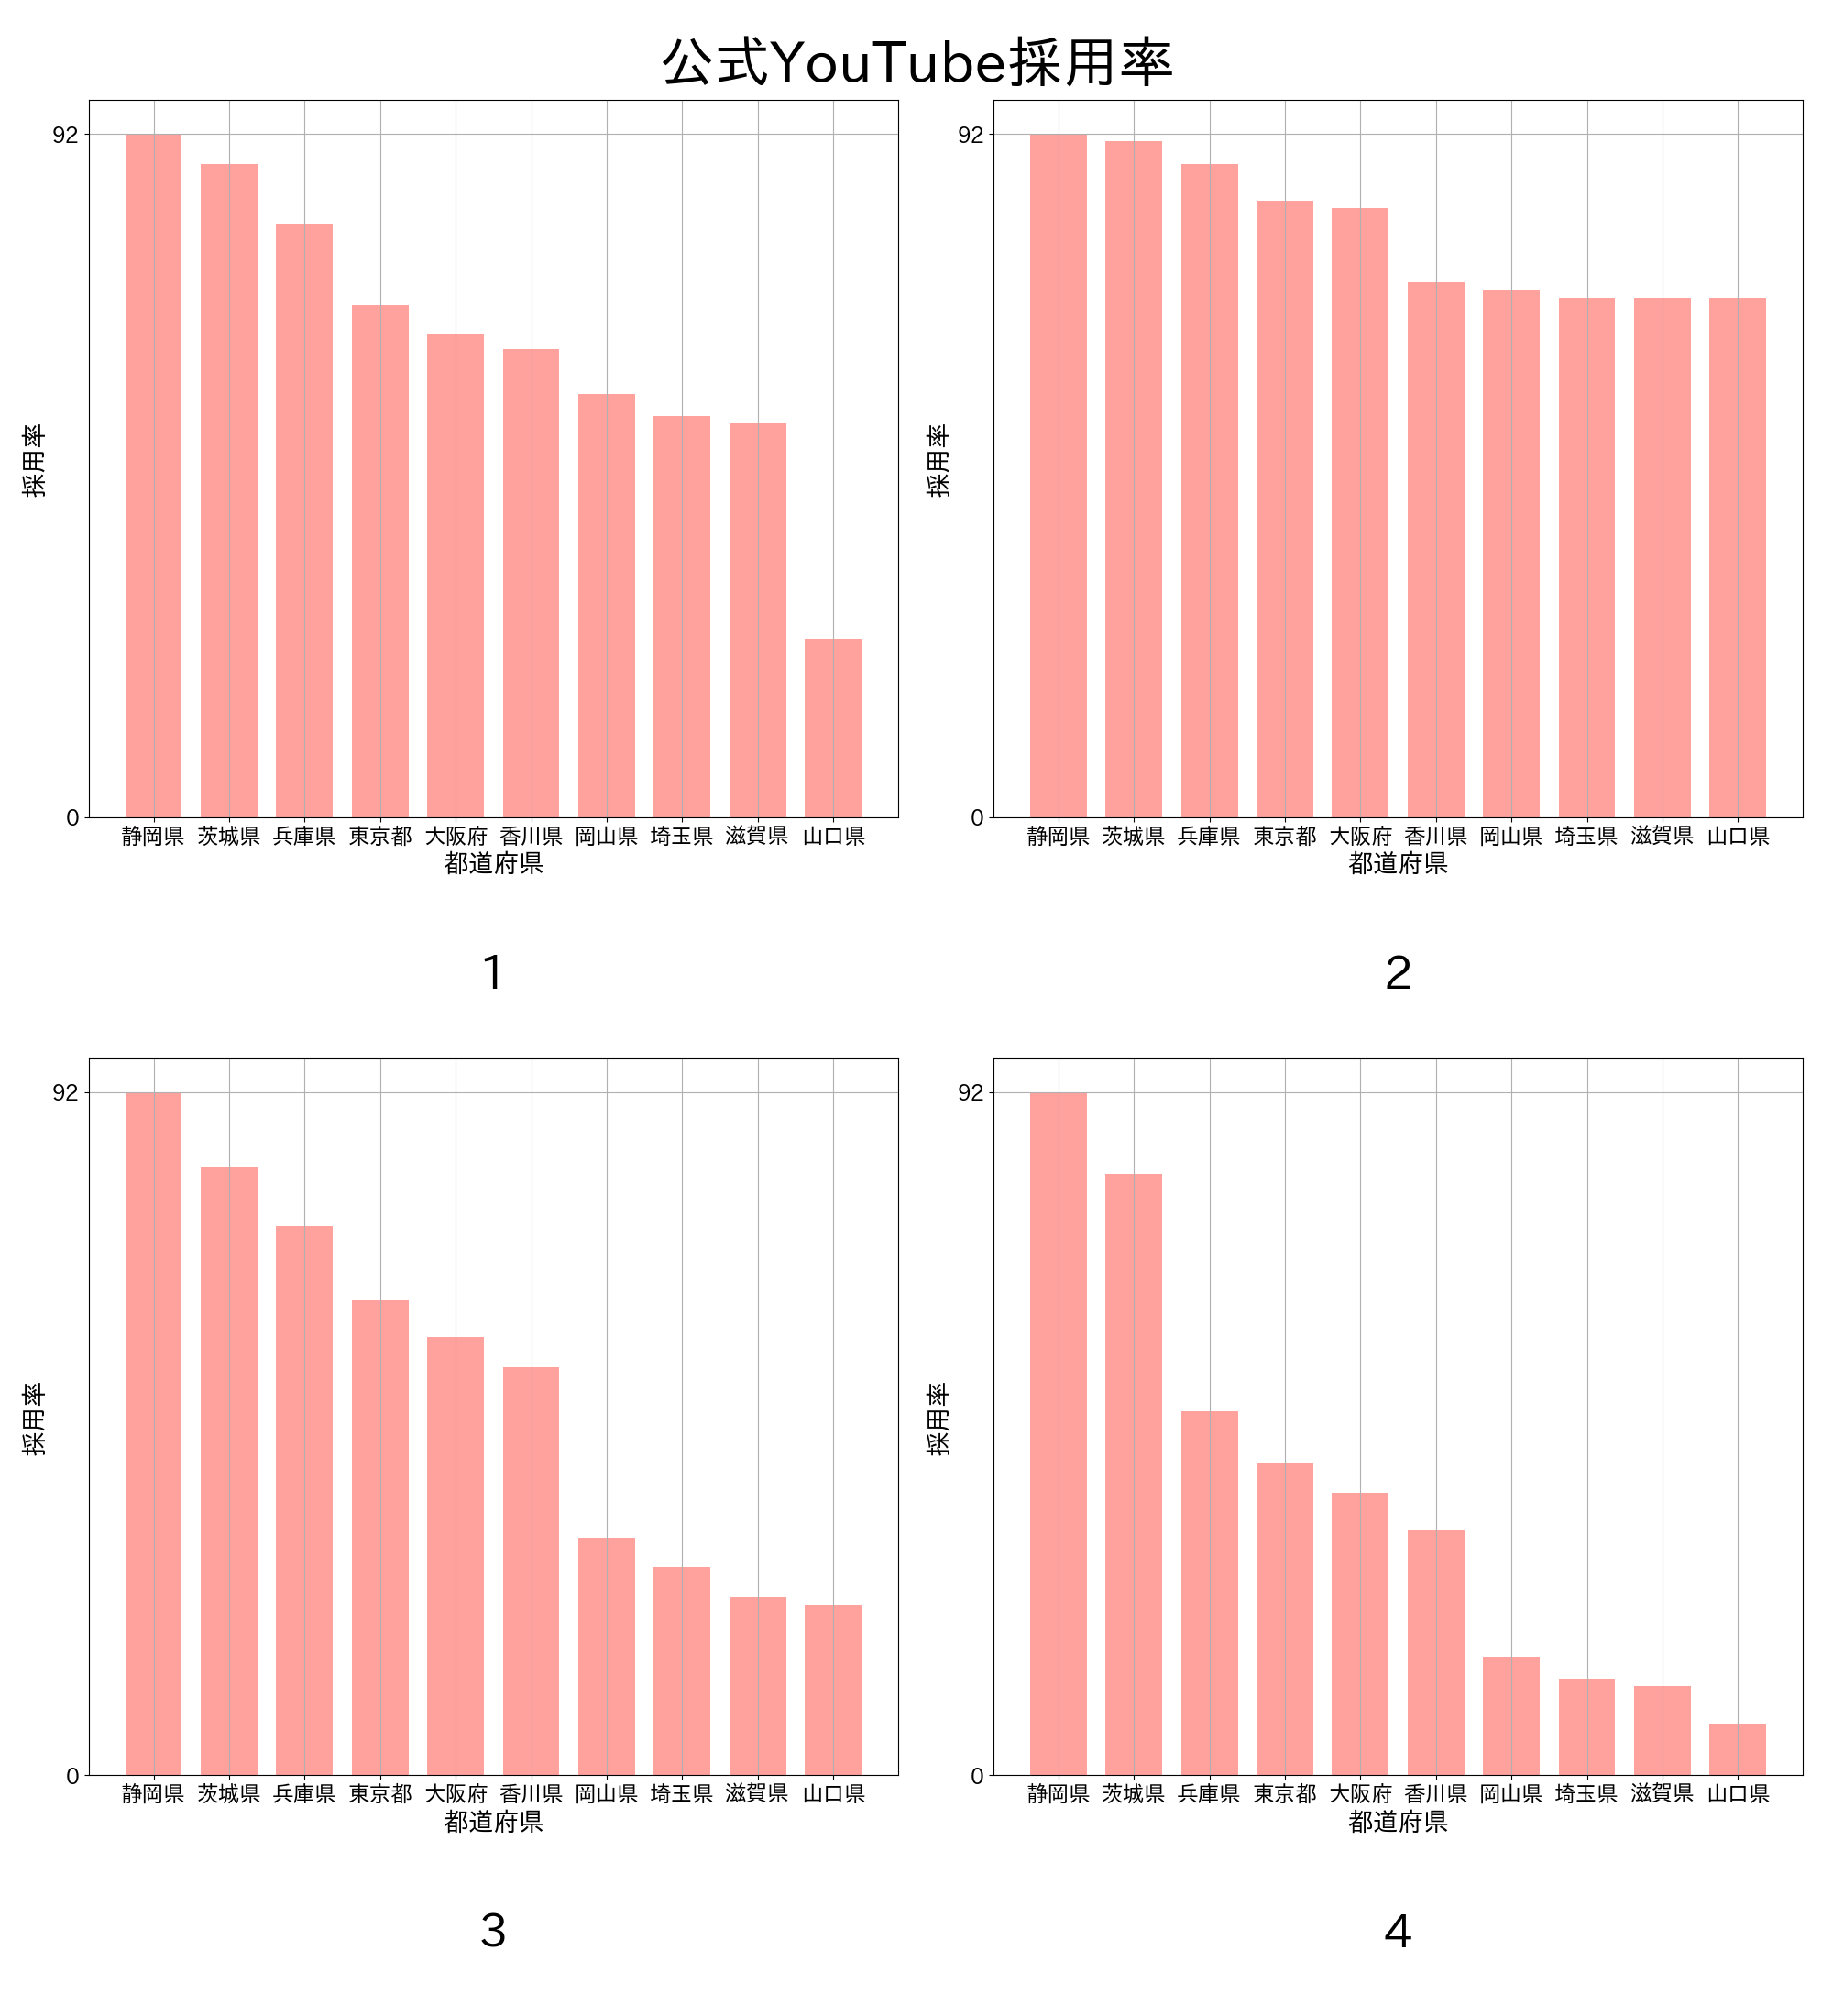 公式YouTube採用率
92
0
採用率
静岡県 茨城県 兵庫県 東京都 大阪府 香川県 岡山県 埼玉県 滋賀県 山口県
都道府県
1
92
0
採用率
静岡県 茨城県 兵庫県 東京都 大阪府 香川県 岡山県 埼玉県 滋賀県 山口県
都道府県
2
92
0
採用率
静岡県 茨城県 兵庫県 東京都 大阪府 香川県 岡山県 埼玉県 滋賀県 山口県
都道府県
3
92
0
採用率
静岡県 茨城県 兵庫県 東京都 大阪府 香川県 岡山県 埼玉県 滋賀県 山口県
都道府県
4